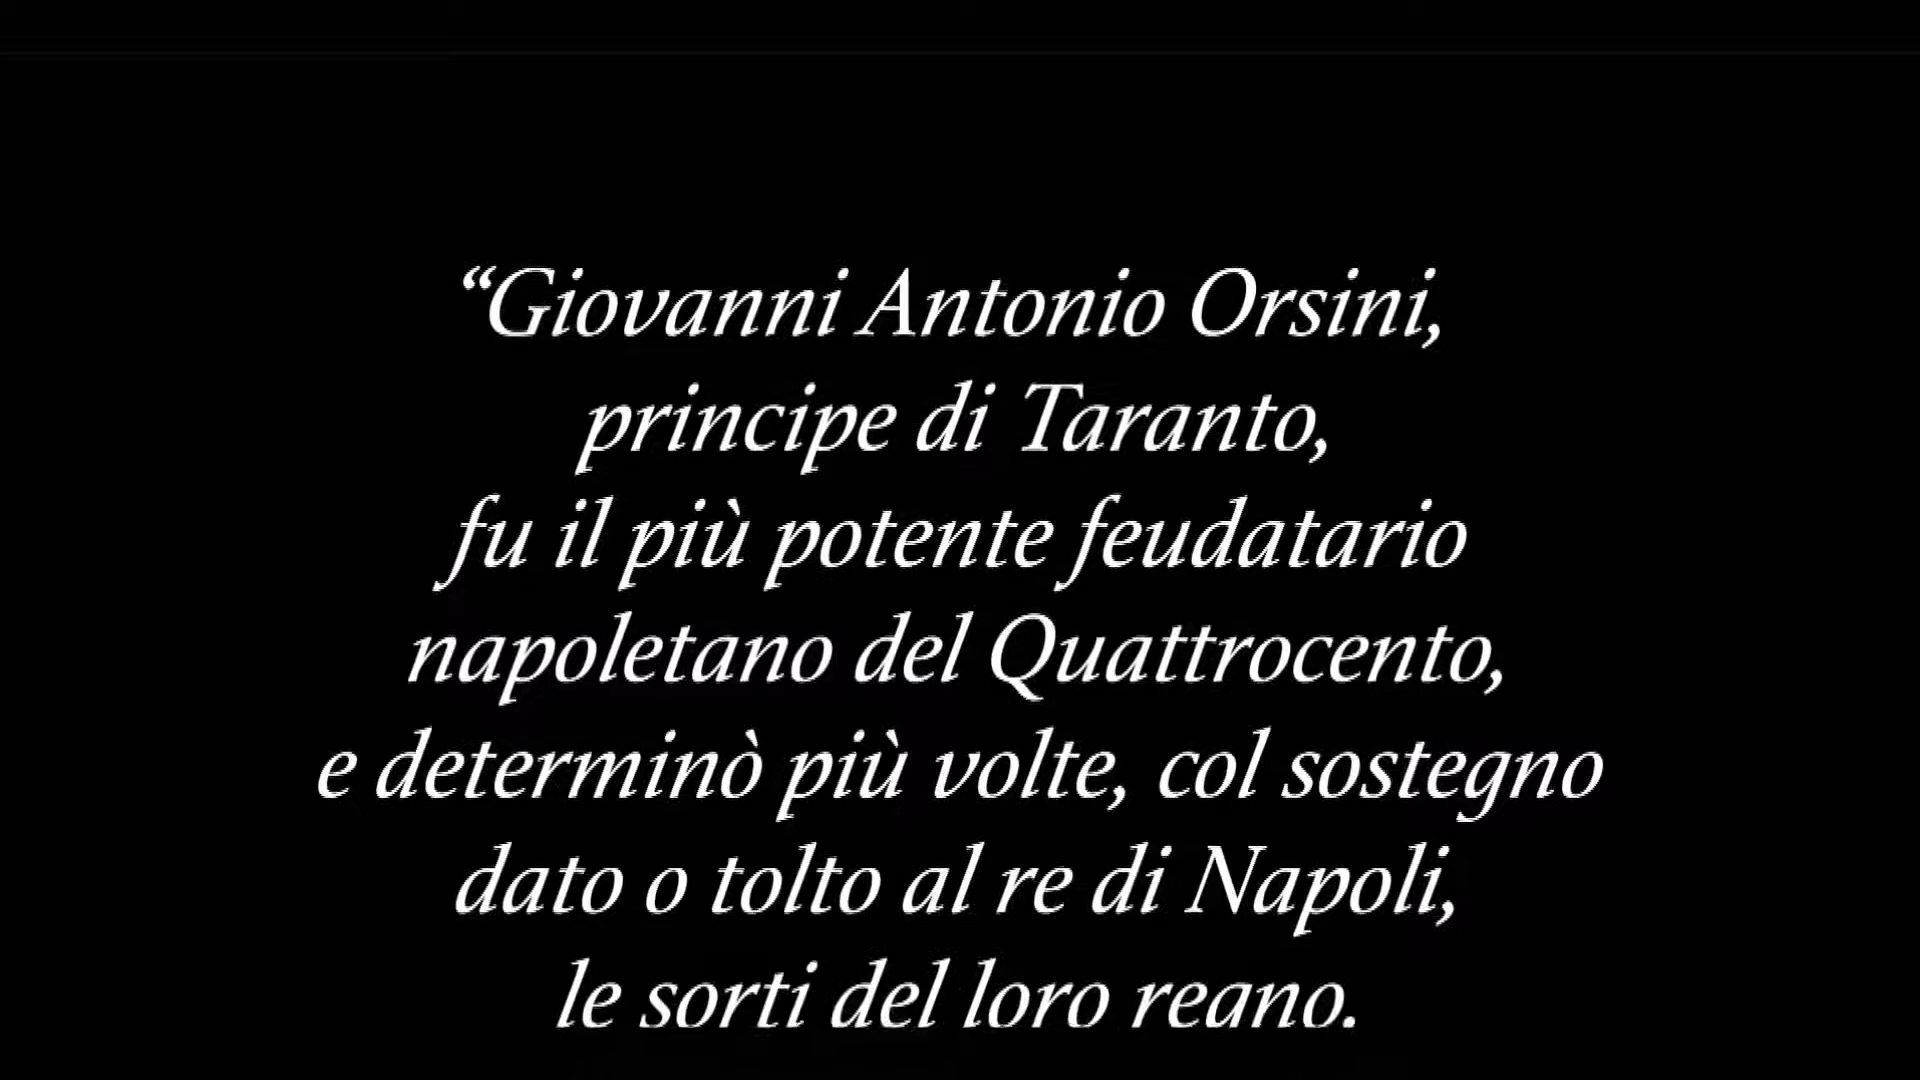 “Giovanni Antonio Orsini,
principe di Taranto,
fu il più potente feudatario
napoletano del Quattrocento,
e determinò più volte, col sostegno
dato o tolto al re di Napoli,
le sorti del loro regno.